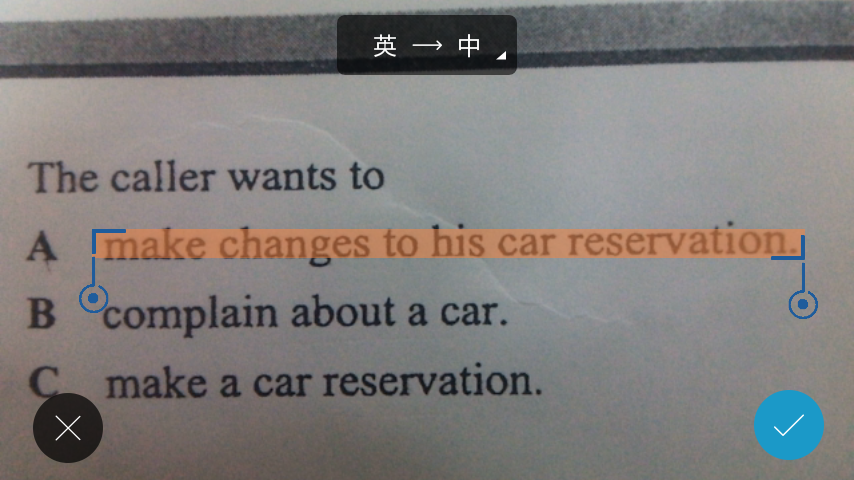 英 → 中
The caller wants to
A make changes to his car reservation.
B complain about a car.
C make a car reservation.